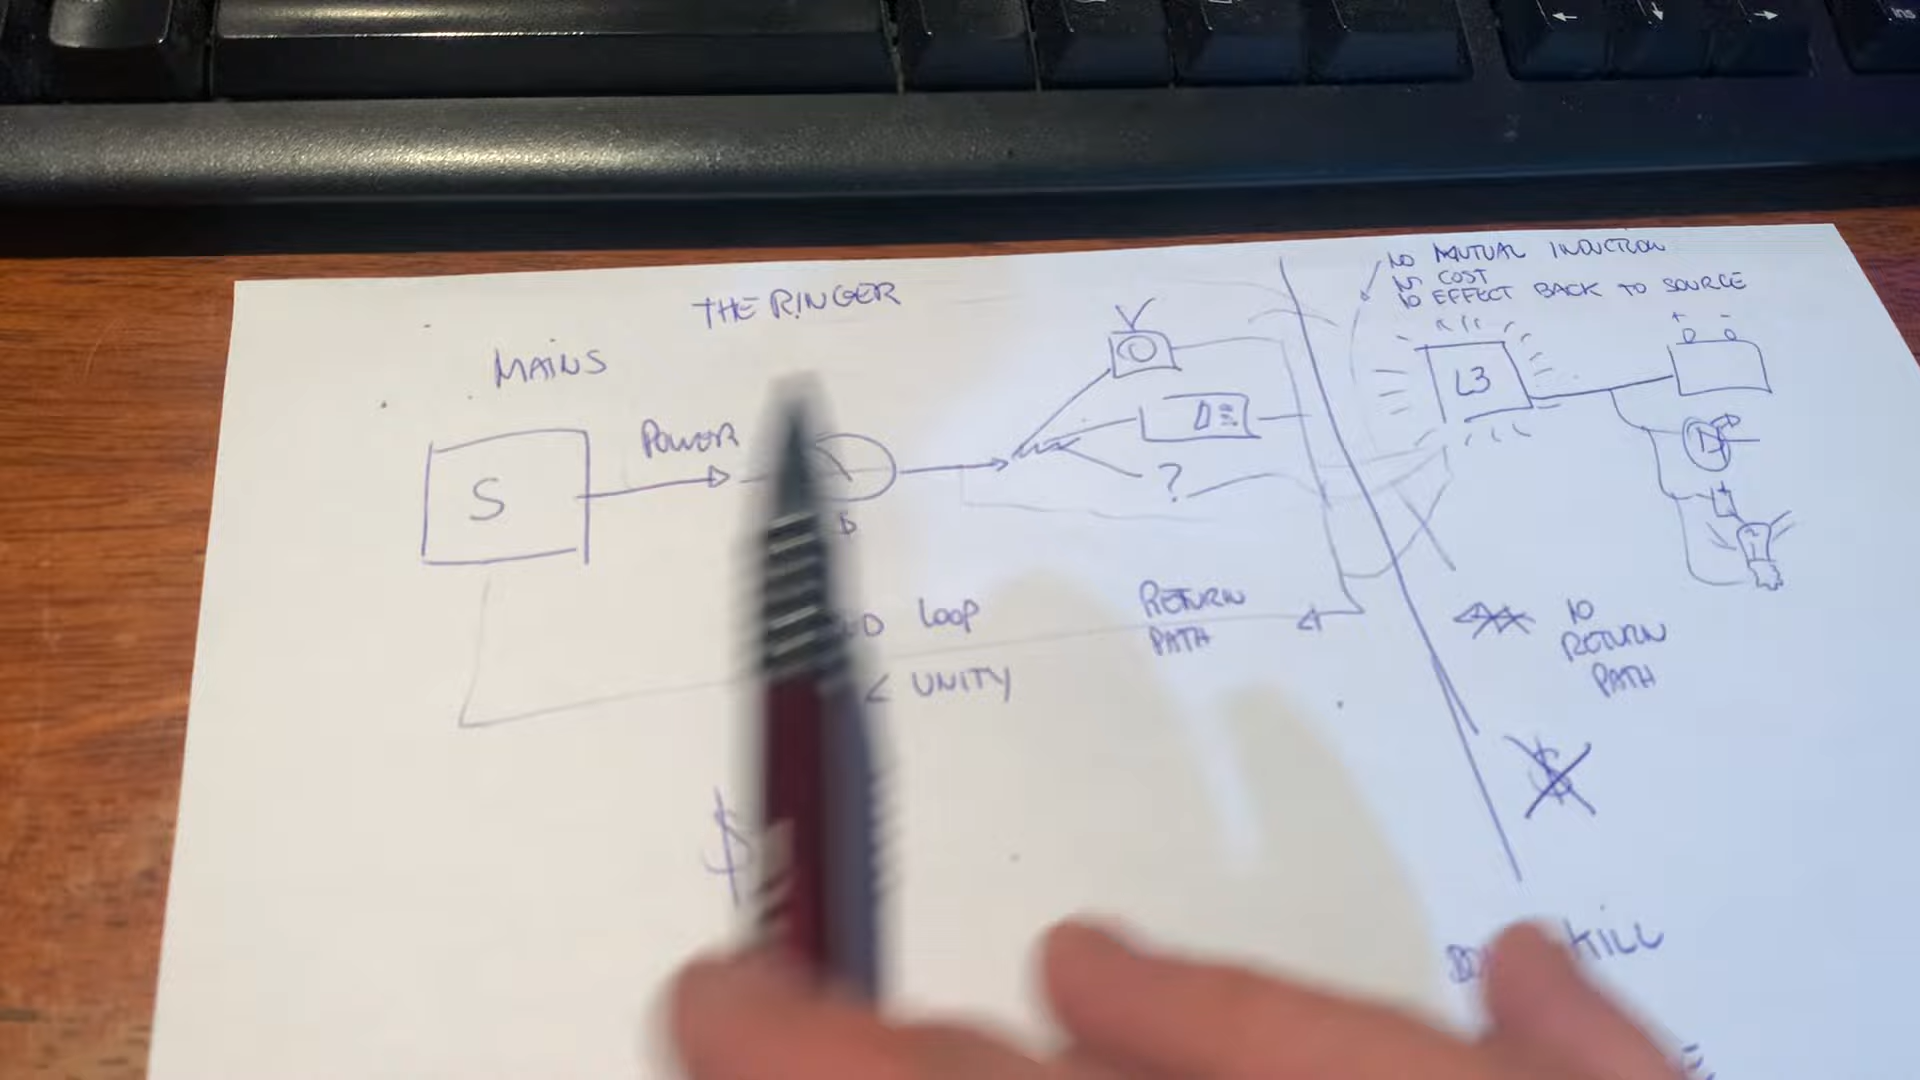 THE RINGER
MAINS
S
POWER
?
LOOP
< UNITY
RETURN
PATH
$
NO MUTUAL INDUCTION
NO COST
NO EFFECT BACK TO SOURCE
L3
+ -
+
NO
RETURN
PATH
$
KILL
ins